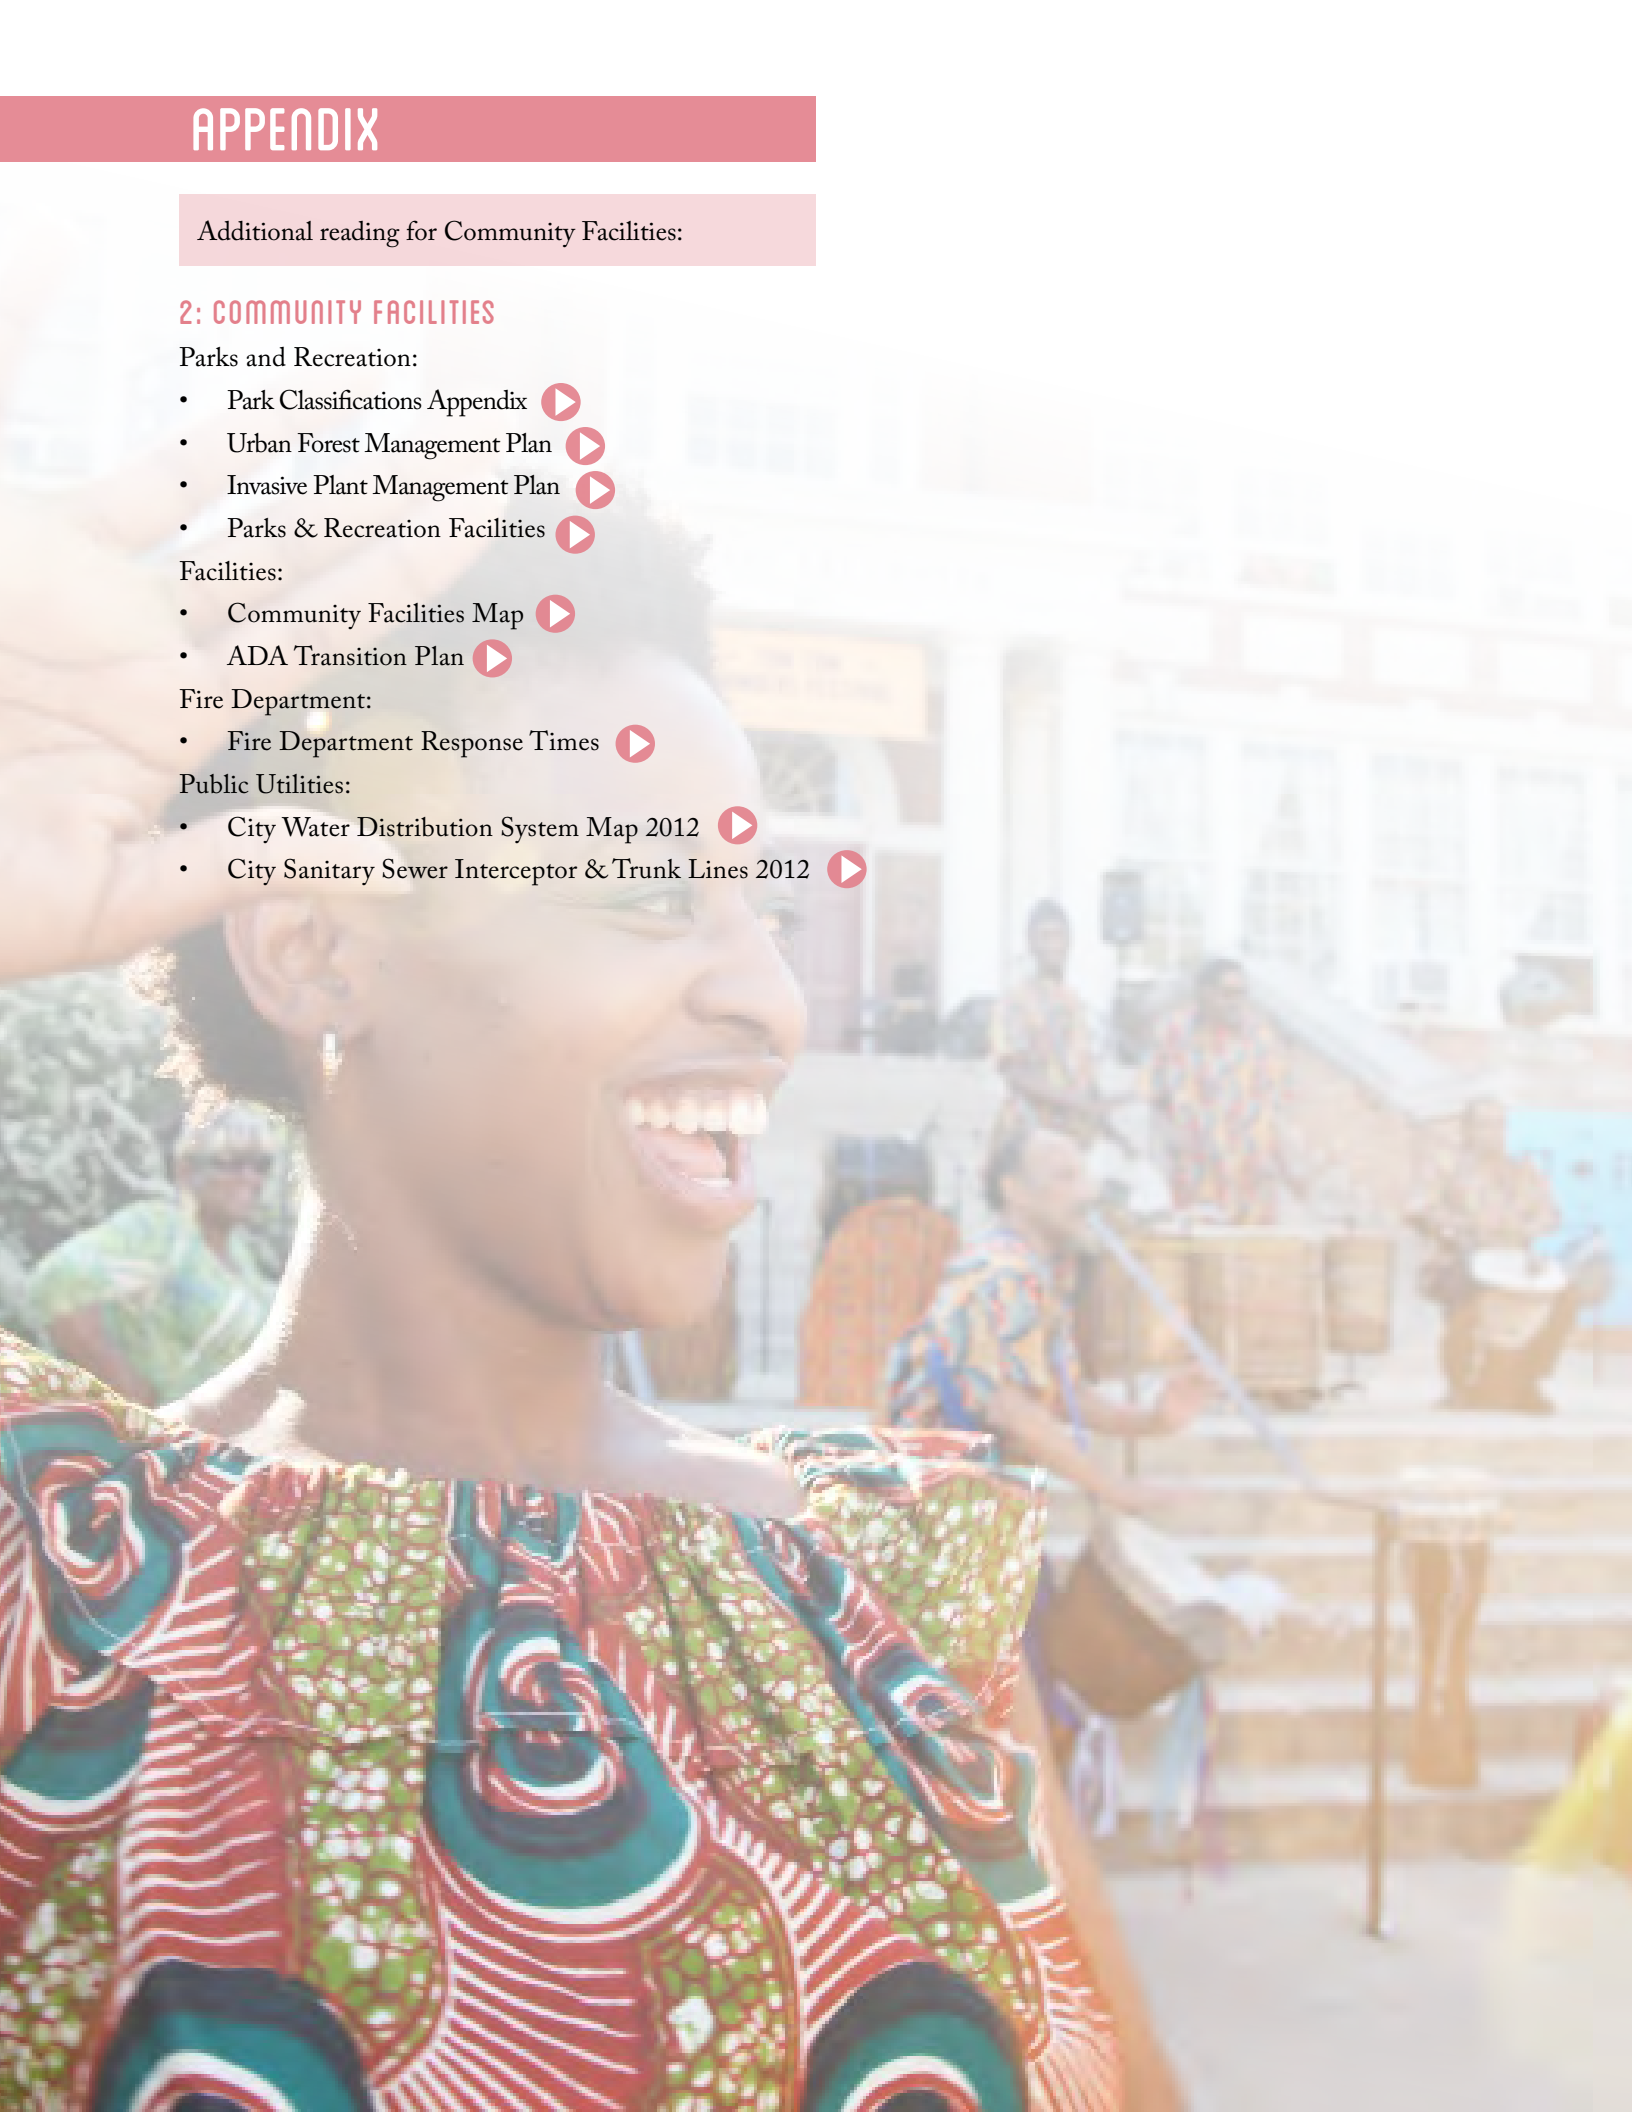 APPENDIX
Additional reading for Community Facilities:
2: COMMUNITY FACILITIES
Parks and Recreation:
• Park Classifications Appendix
• Urban Forest Management Plan
• Invasive Plant Management Plan
• Parks & Recreation Facilities
Facilities:
• Community Facilities Map
• ADA Transition Plan
Fire Department:
• Fire Department Response Times
Public Utilities:
• City Water Distribution System Map 2012
• City Sanitary Sewer Interceptor & Trunk Lines 2012